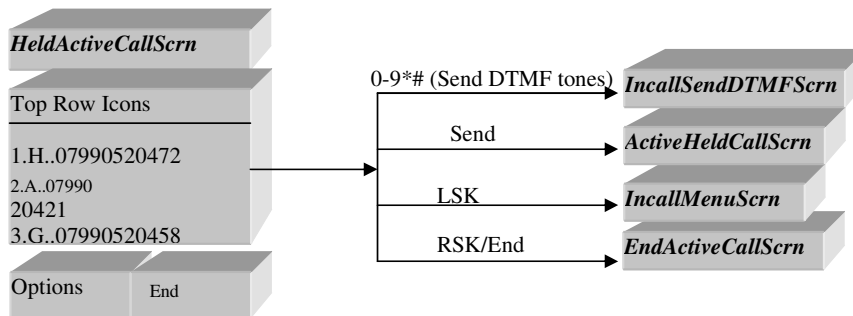 HeldActiveCallScrn
Top Row Icons
1.H..07990520472
2.A..07990
20421
3.G..07990520458
Options
End
0-9*# (Send DTMF tones)
Send
LSK
RSK/End
IncallSendDTMFScrn
ActiveHeldCallScrn
IncallMenuScrn
EndActiveCallScrn